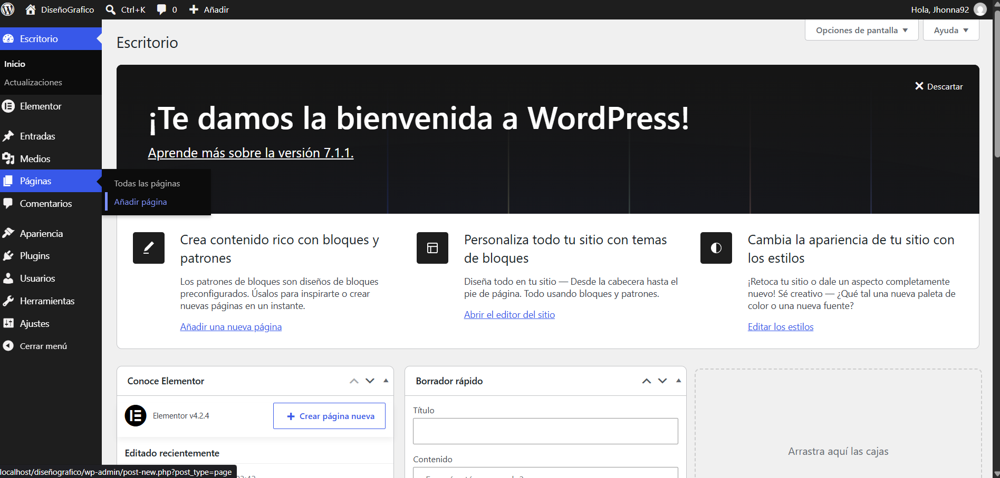 DiseñoGrafico
Ctrl+K
0
Añadir
Hola, Jhonna92
Escritorio
Inicio
Actualizaciones
Elementor
Entradas
Medios
Páginas
Comentarios
Apariencia
Plugins
Usuarios
Herramientas
Ajustes
Cerrar menú
Todas las páginas
Añadir página
Opciones de pantalla
Ayuda
Escritorio
Descartar
¡Te damos la bienvenida a WordPress!
Aprende más sobre la versión 7.1.1.
Crea contenido rico con bloques y
patrones
Los patrones de bloques son diseños de bloques
preconfigurados. Úsalos para inspirarte o crear
nuevas páginas en un instante.
Añadir una nueva página
Personaliza todo tu sitio con temas
de bloques
Diseña todo en tu sitio — Desde la cabecera hasta el
pie de página. Todo usando bloques y patrones.
Abrir el editor del sitio
Cambia la apariencia de tu sitio con
los estilos
¡Retoca tu sitio o dale un aspecto completamente
nuevo! Sé creativo — ¿Qué tal una nueva paleta de
color o una nueva fuente?
Editar los estilos
Conoce Elementor
Elementor v4.2.4
Crear página nueva
Editado recientemente
Borrador rápido
Título
Contenido
Arrastra aquí las cajas
localhost/diseñografico/wp-admin/post-new.php?post_type=page